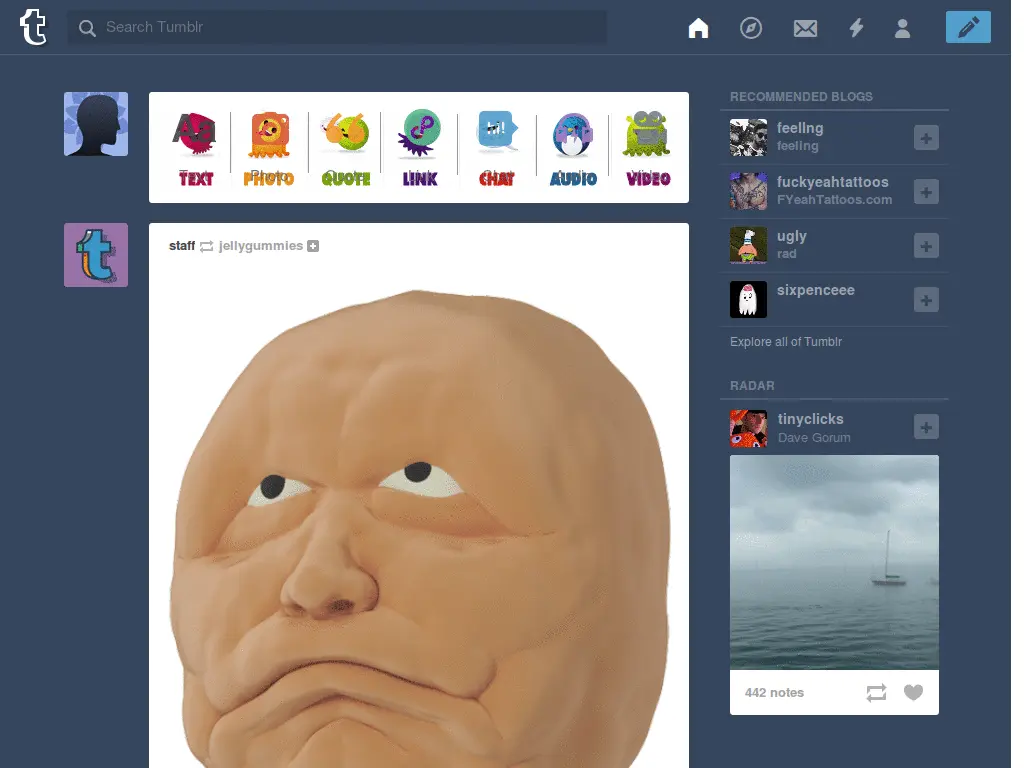 Search Tumblr
TEXT PHOTO QUOTE LINK CHAT AUDIO VIDEO
staff jellygummies
RECOMMENDED BLOGS
feelng
feeling
fuckyeahtattoos
FYeahTattoos.com
ugly
rad
sixpenceee
Explore all of Tumblr
RADAR
tinyclicks
Dave Gorum
442 notes